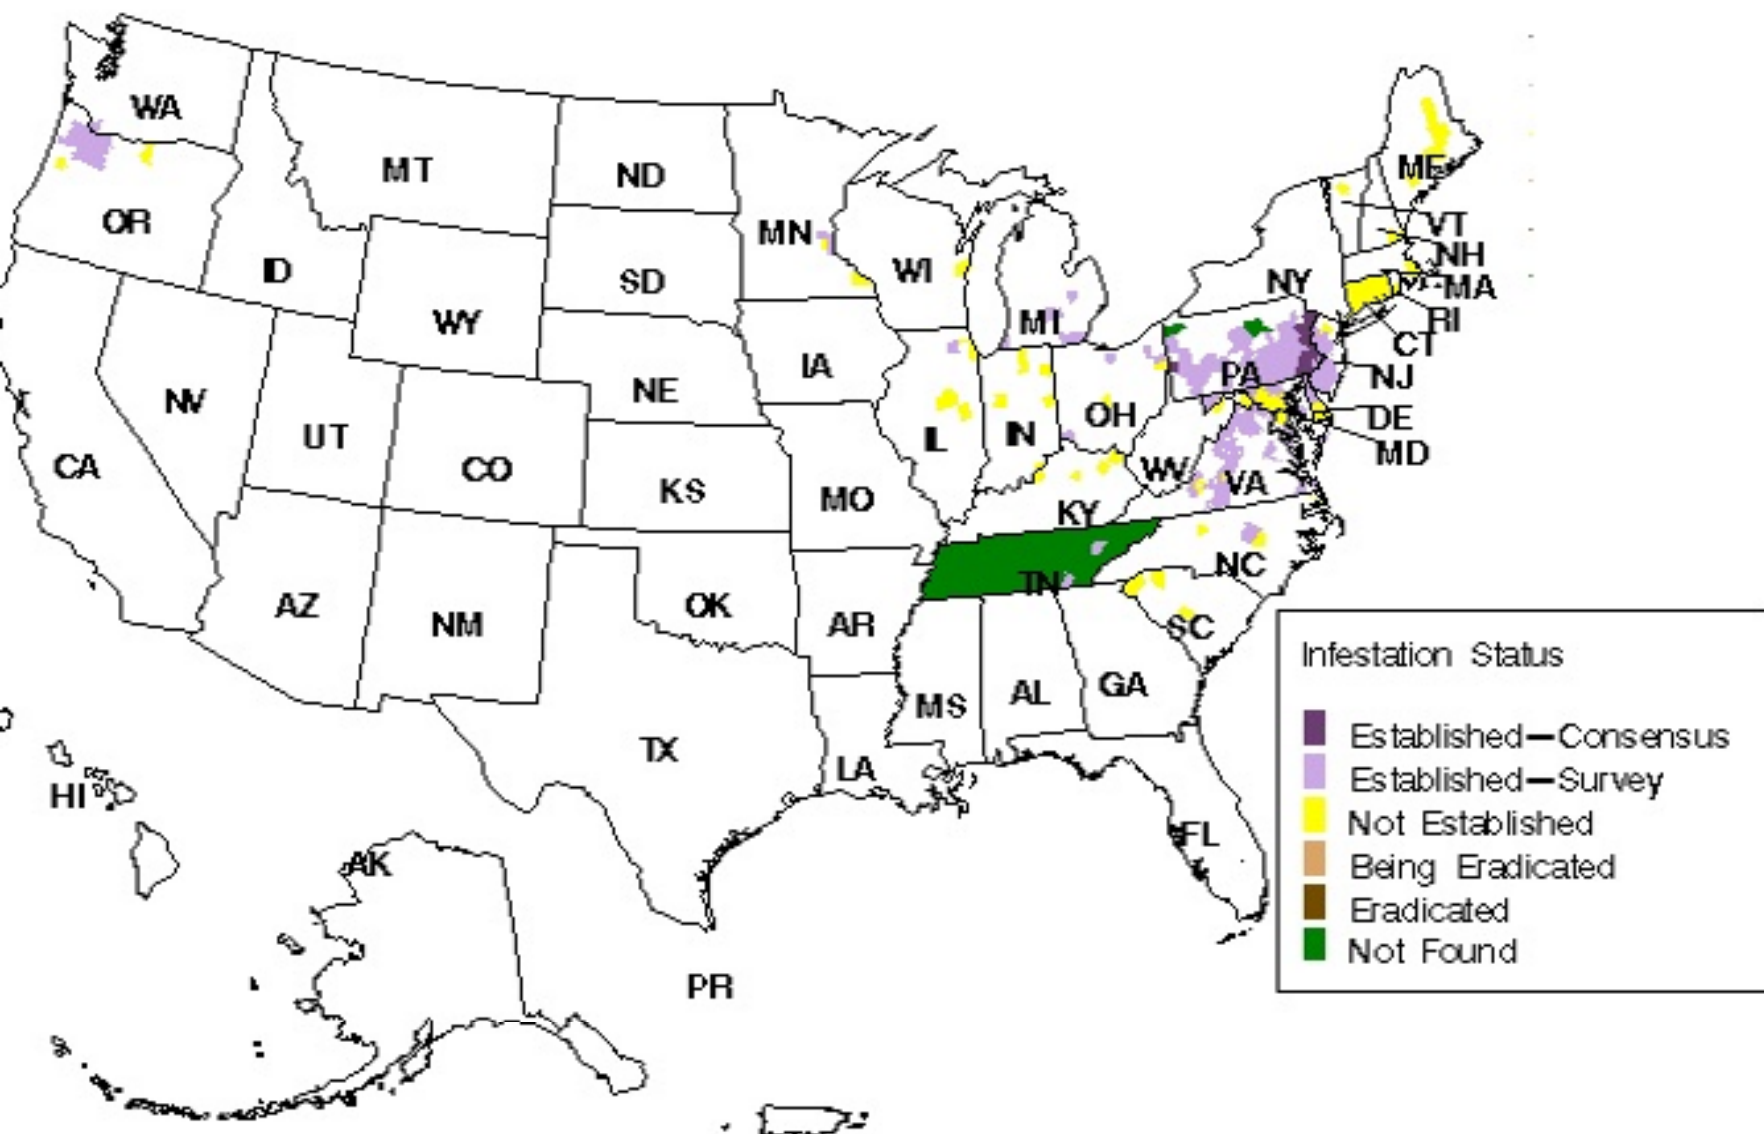 WA
MT
ND
MN
ME
OR
ID
SD
WI
VT
NH
NY
MA
WY
MI
RI
CT
IA
NV
NE
PA
NJ
UT
IL
IN
OH
DE
MD
CA
CO
KS
MO
WV
VA
KY
AZ
NM
OK
AR
TN
NC
SC
MS
AL
GA
TX
LA
HI
FL
AK
PR
Infestation Status
Established—Consensus
Established—Survey
Not Established
Being Eradicated
Eradicated
Not Found